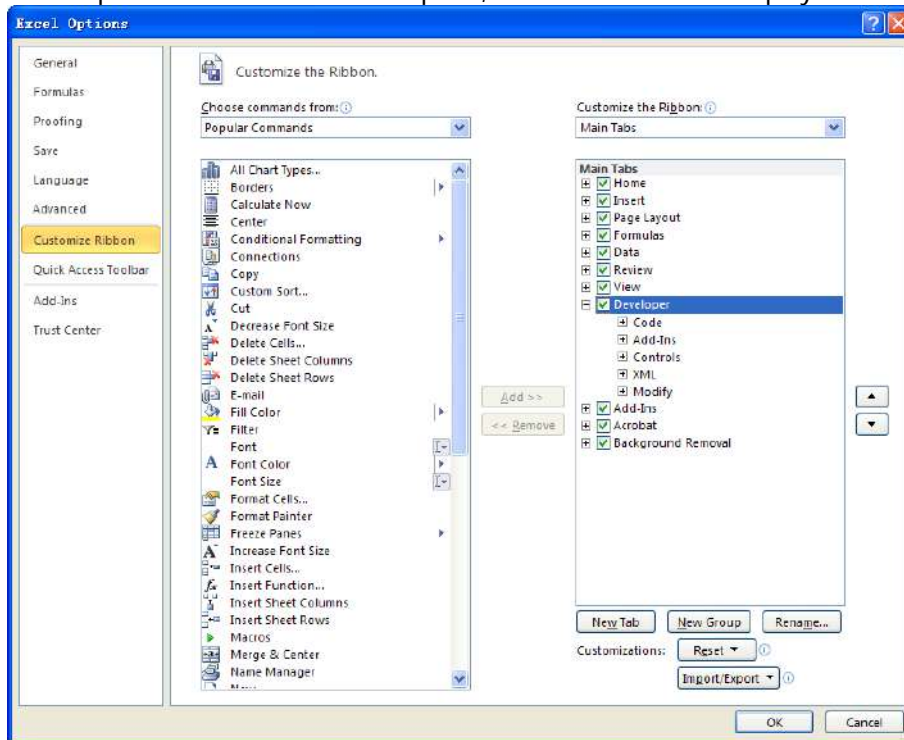 Excel Options
General
Formulas
Proofing
Save
Language
Advanced
Customize Ribbon
Quick Access Toolbar
Add-Ins
Trust Center
Customize the Ribbon.
Choose commands from:
Popular Commands
All Chart Types...
Borders
Calculate Now
Center
Conditional Formatting
Connections
Copy
Custom Sort...
Cut
Decrease Font Size
Delete Cells...
Delete Sheet Columns
Delete Sheet Rows
E-mail
Fill Color
Filter
Font
Font Color
Font Size
Format Cells...
Format Painter
Freeze Panes
Increase Font Size
Insert Cells...
Insert Function...
Insert Sheet Columns
Insert Sheet Rows
Macros
Merge & Center
Name Manager
Add >>
<< Remove
Customize the Ribbon:
Main Tabs
Main Tabs
Home
Insert
Page Layout
Formulas
Data
Review
View
Developer
Code
Add-Ins
Controls
XML
Modify
Add-Ins
Acrobat
Background Removal
New Tab
New Group
Rename...
Customizations:
Reset
Import/Export
OK
Cancel